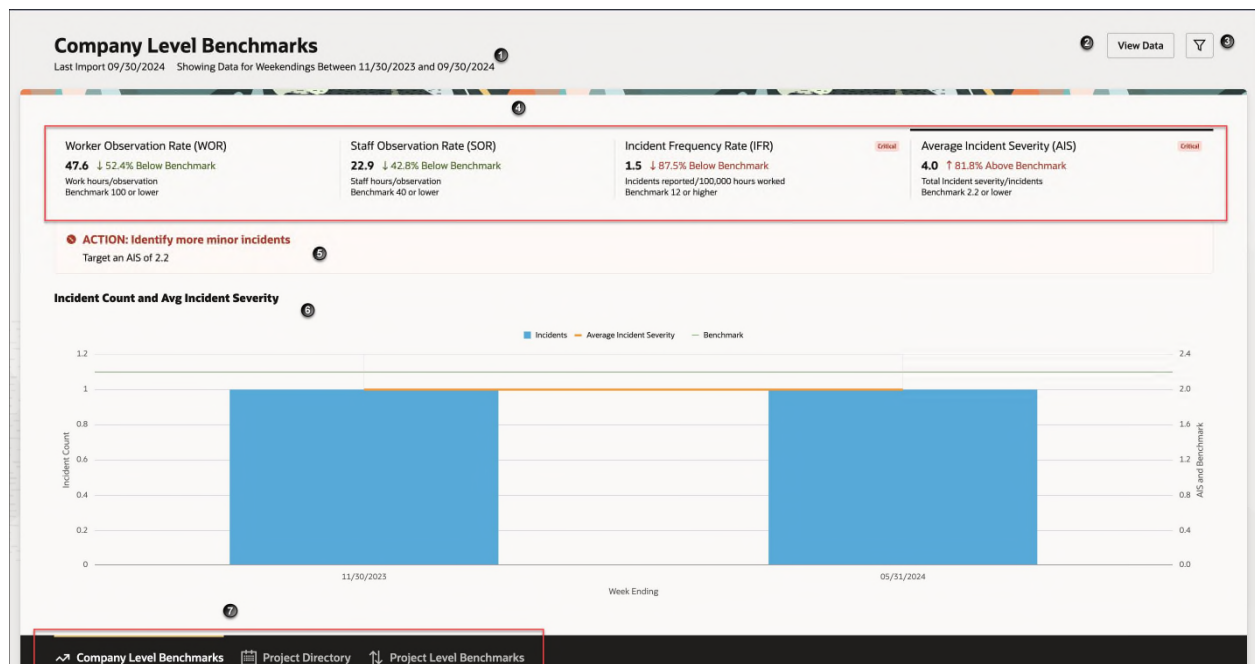 Company Level Benchmarks
Last Import 09/30/2024 Showing Data for Weekendings Between 11/30/2023 and 09/30/2024
1
2
View Data
3
4
Worker Observation Rate (WOR)
47.6 ↓ 52.4% Below Benchmark
Work hours/observation
Benchmark 100 or lower
Staff Observation Rate (SOR)
22.9 ↓ 42.8% Below Benchmark
Staff hours/observation
Benchmark 40 or lower
Incident Frequency Rate (IFR)
Critical
1.5 ↓ 87.5% Below Benchmark
Incidents reported/100,000 hours worked
Benchmark 12 or higher
Average Incident Severity (AIS)
Critical
4.0 ↑ 81.8% Above Benchmark
Total Incident severity/incidents
Benchmark 2.2 or lower
ACTION: Identify more minor incidents
Target an AIS of 2.2
5
Incident Count and Avg Incident Severity
6
Incidents Average Incident Severity Benchmark
1.2
1
0.8
0.6
0.4
0.2
0
Incident Count
2.4
2.0
1.6
1.2
0.8
0.4
0.0
AIS and Benchmark
11/30/2023
05/31/2024
Week Ending
7
Company Level Benchmarks Project Directory Project Level Benchmarks